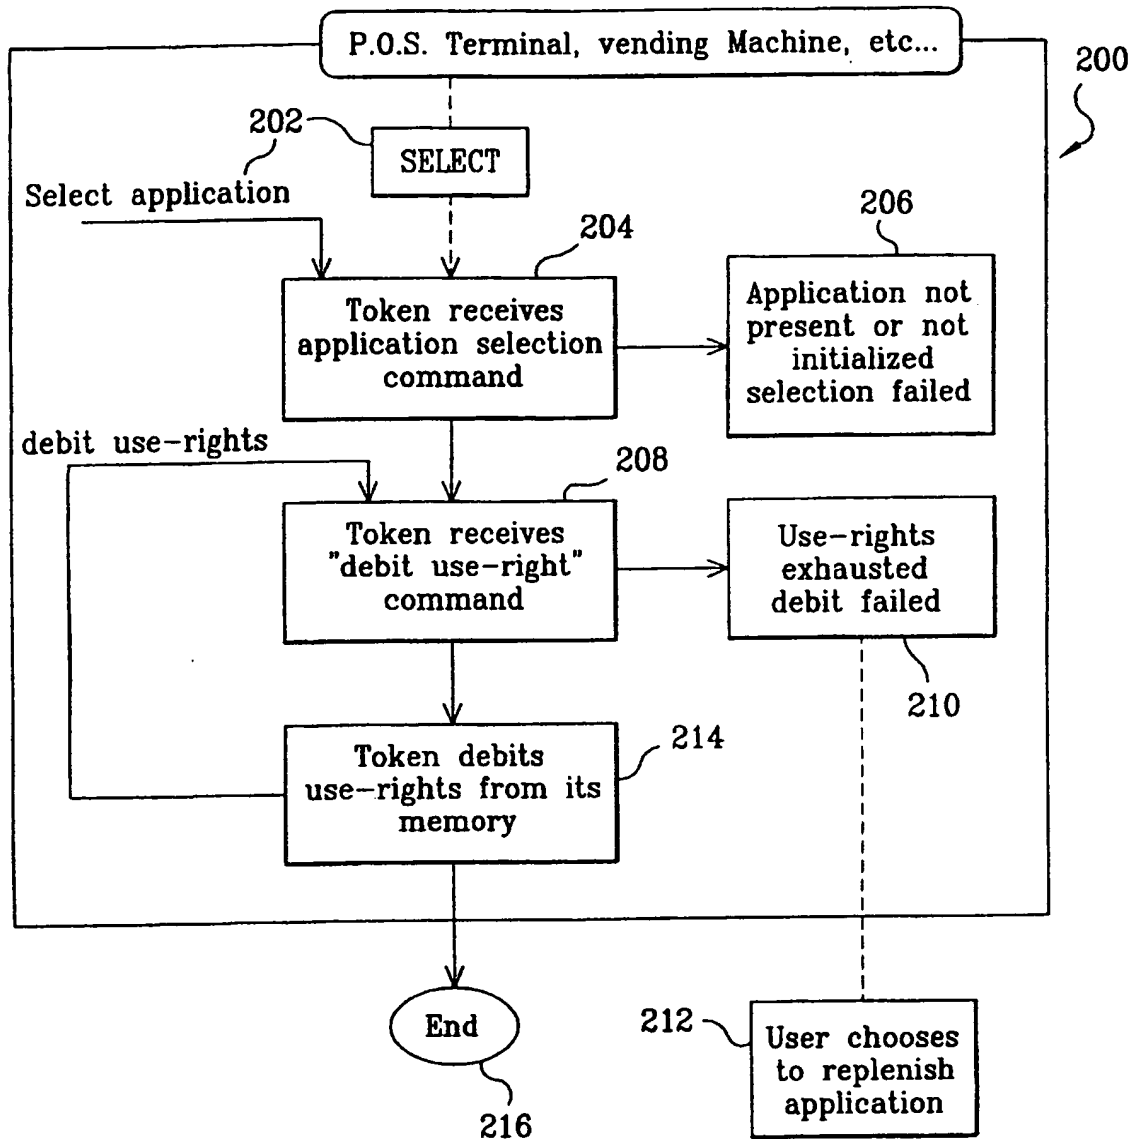 P.O.S. Terminal, vending Machine, etc...
200
202
SELECT
Select application
204
206
Token receives
application selection
command
Application not
present or not
initialized
selection failed
debit use-rights
208
Token receives
"debit use-right"
command
Use-rights
exhausted
debit failed
210
214
Token debits
use-rights from its
memory
End
216
212
User chooses
to replenish
application